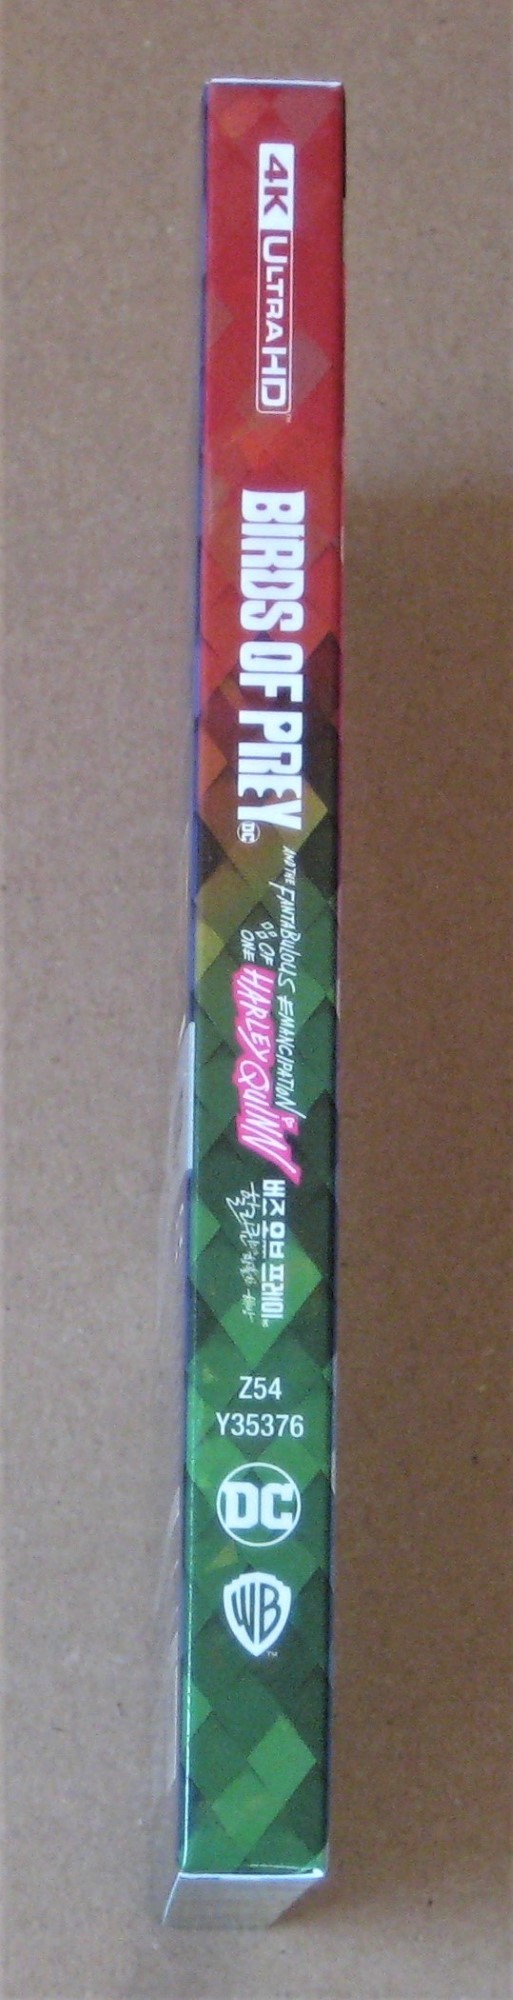 4K
ULTRA HD
BIRDS OF PREY
DC
AND THE FANTABULOUS EMANCIPATION
OF
ONE HARLEY QUINN
버즈 오브 프레이
할리 퀸의 황홀한 해방
Z54
Y35376
DC
WB